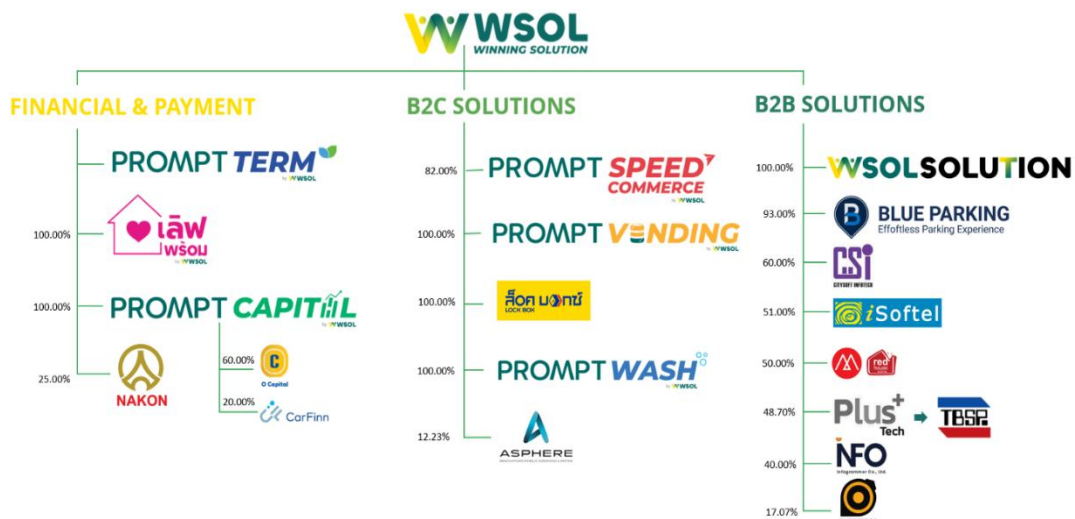 WSOL
WINNING SOLUTION
FINANCIAL & PAYMENT
PROMPT TERM
by WSOL
100.00%
เลิฟ
พร้อม
by WSOL
100.00%
PROMPT CAPITAL
by WSOL
60.00%
C
O Capital
20.00%
CarFinn
25.00%
NAKON
B2C SOLUTIONS
82.00%
PROMPT SPEED
COMMERCE
by WSOL
100.00%
PROMPT VENDING
by WSOL
100.00%
ล็อค บอกซ์
LOCK BOX
100.00%
PROMPT WASH
by WSOL
12.23%
ASPHERE
B2B SOLUTIONS
100.00%
WSOLSOLUTION
93.00%
B
BLUE PARKING
Effortless Parking Experience
60.00%
CSi
CITYSOFT INFOTECH
51.00%
iSoftel
50.00%
red
48.70%
Plus+
Tech
TBSP
40.00%
iNFO
Infogrammer Co., Ltd.
17.07%